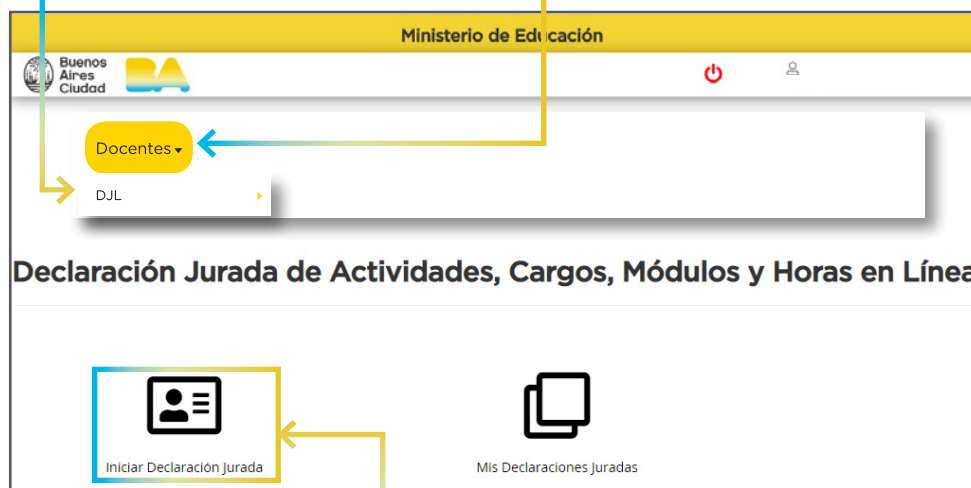 Ministerio de Educación
Buenos
Aires
Ciudad
BA
Docentes
DJL
Declaración Jurada de Actividades, Cargos, Módulos y Horas en Línea
Iniciar Declaración Jurada
Mis Declaraciones Juradas